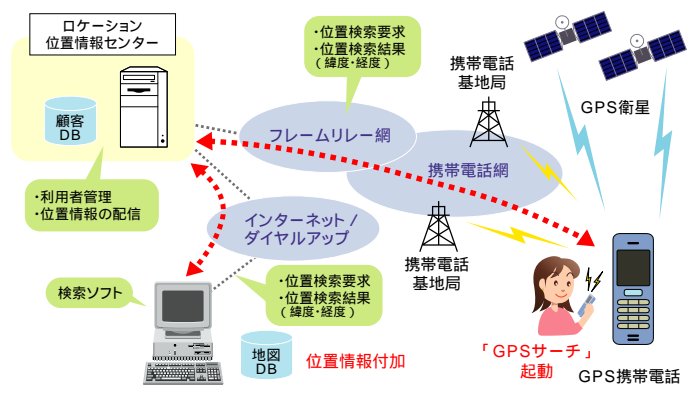 ロケーション
位置情報センター
・位置検索要求
・位置検索結果
（緯度・経度）
携帯電話
基地局
GPS衛星
顧客
DB
フレームリレー網
携帯電話網
・利用者管理
・位置情報の配信
インターネット/
ダイヤルアップ
携帯電話
基地局
検索ソフト
・位置検索要求
・位置検索結果
（緯度・経度）
地図
DB
位置情報付加
「GPSサーチ」
起動
GPS携帯電話